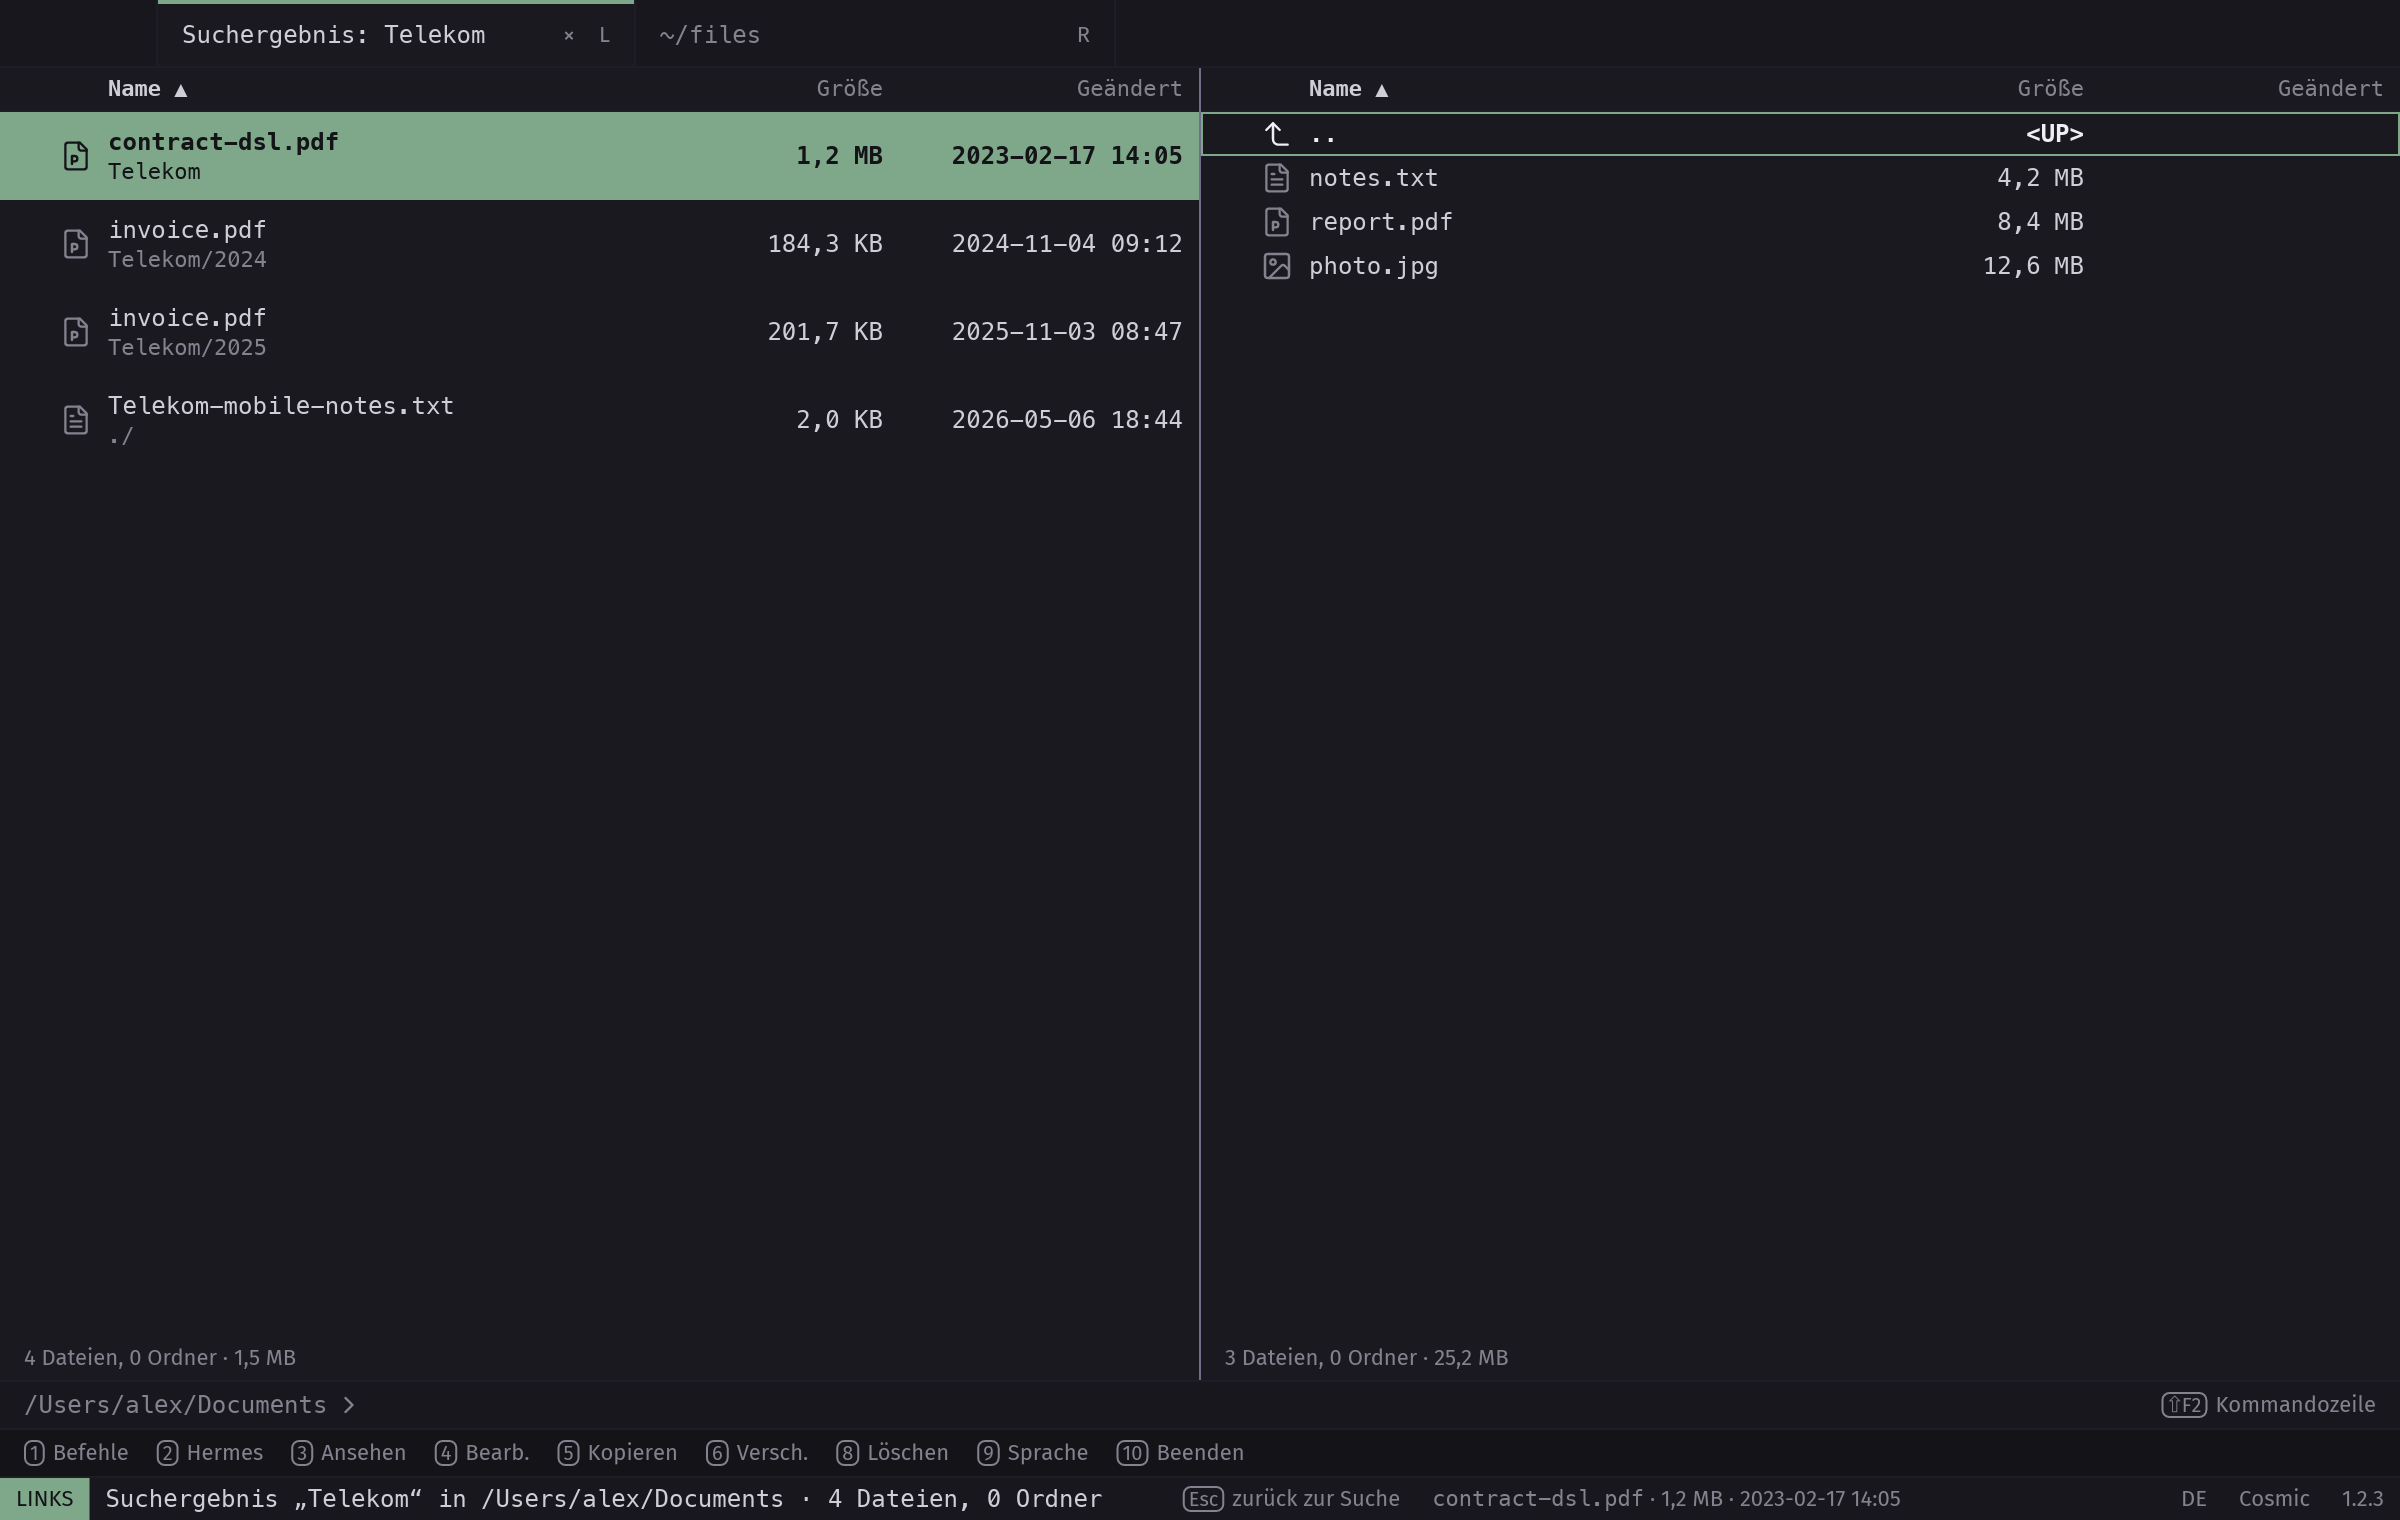 Suchergebnis: Telekom × L ~/files R
Name ▲ Größe Geändert
contract-dsl.pdf 1,2 MB 2023-02-17 14:05
Telekom
invoice.pdf 184,3 KB 2024-11-04 09:12
Telekom/2024
invoice.pdf 201,7 KB 2025-11-03 08:47
Telekom/2025
Telekom-mobile-notes.txt 2,0 KB 2026-05-06 18:44
./
4 Dateien, 0 Ordner · 1,5 MB
Name ▲ Größe Geändert
.. <UP>
notes.txt 4,2 MB
report.pdf 8,4 MB
photo.jpg 12,6 MB
3 Dateien, 0 Ordner · 25,2 MB
/Users/alex/Documents > ⇧F2 Kommandozeile
1 Befehle 2 Hermes 3 Ansehen 4 Bearb. 5 Kopieren 6 Versch. 8 Löschen 9 Sprache 10 Beenden
LINKS Suchergebnis „Telekom“ in /Users/alex/Documents · 4 Dateien, 0 Ordner Esc zurück zur Suche contract-dsl.pdf · 1,2 MB · 2023-02-17 14:05 DE Cosmic 1.2.3